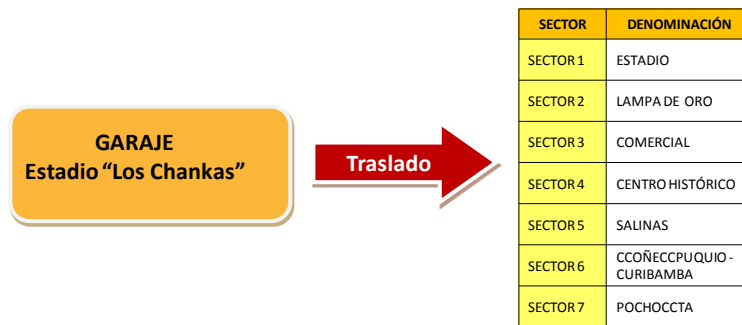 GARAJE
Estadio “Los Chankas”
Traslado
SECTOR DENOMINACIÓN
SECTOR 1 ESTADIO
SECTOR 2 LAMPA DE ORO
SECTOR 3 COMERCIAL
SECTOR 4 CENTRO HISTÓRICO
SECTOR 5 SALINAS
SECTOR 6 CCOÑECCPUQUIO -
CURIBAMBA
SECTOR 7 POCHOCCTA